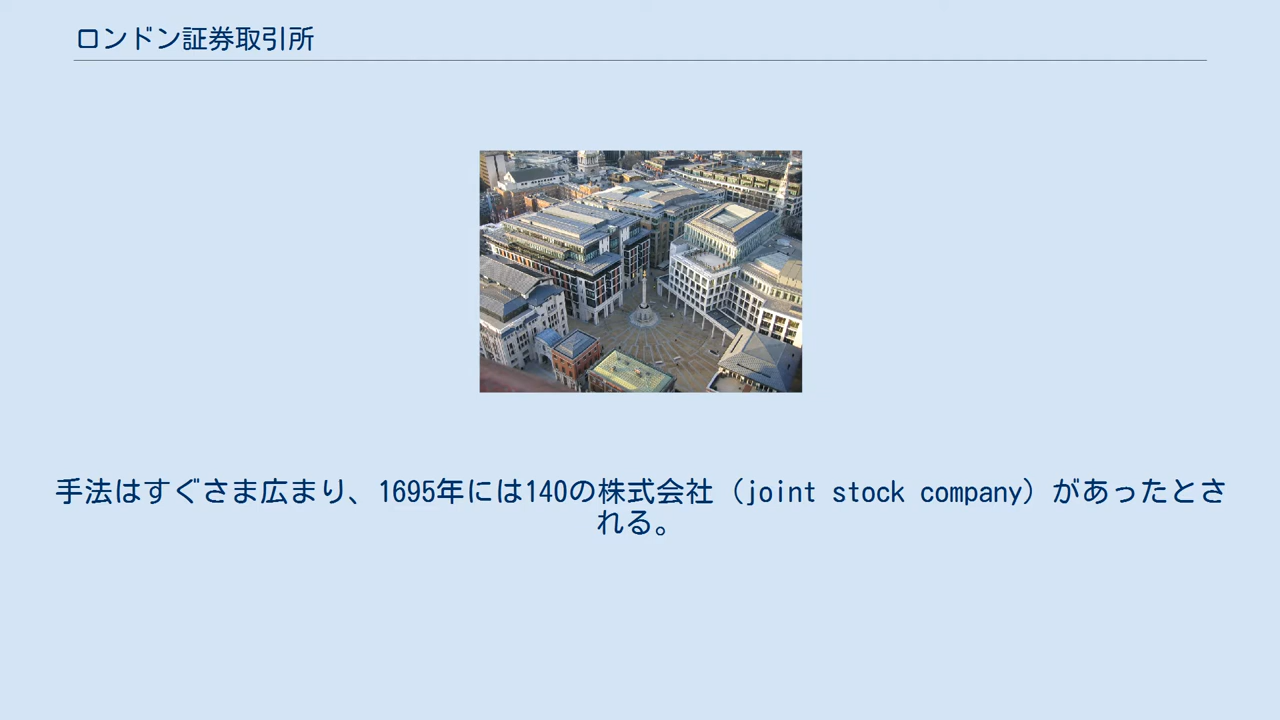 ロンドン証券取引所
手法はすぐさま広まり、1695年には140の株式会社（joint stock company）があったとさ
れる。